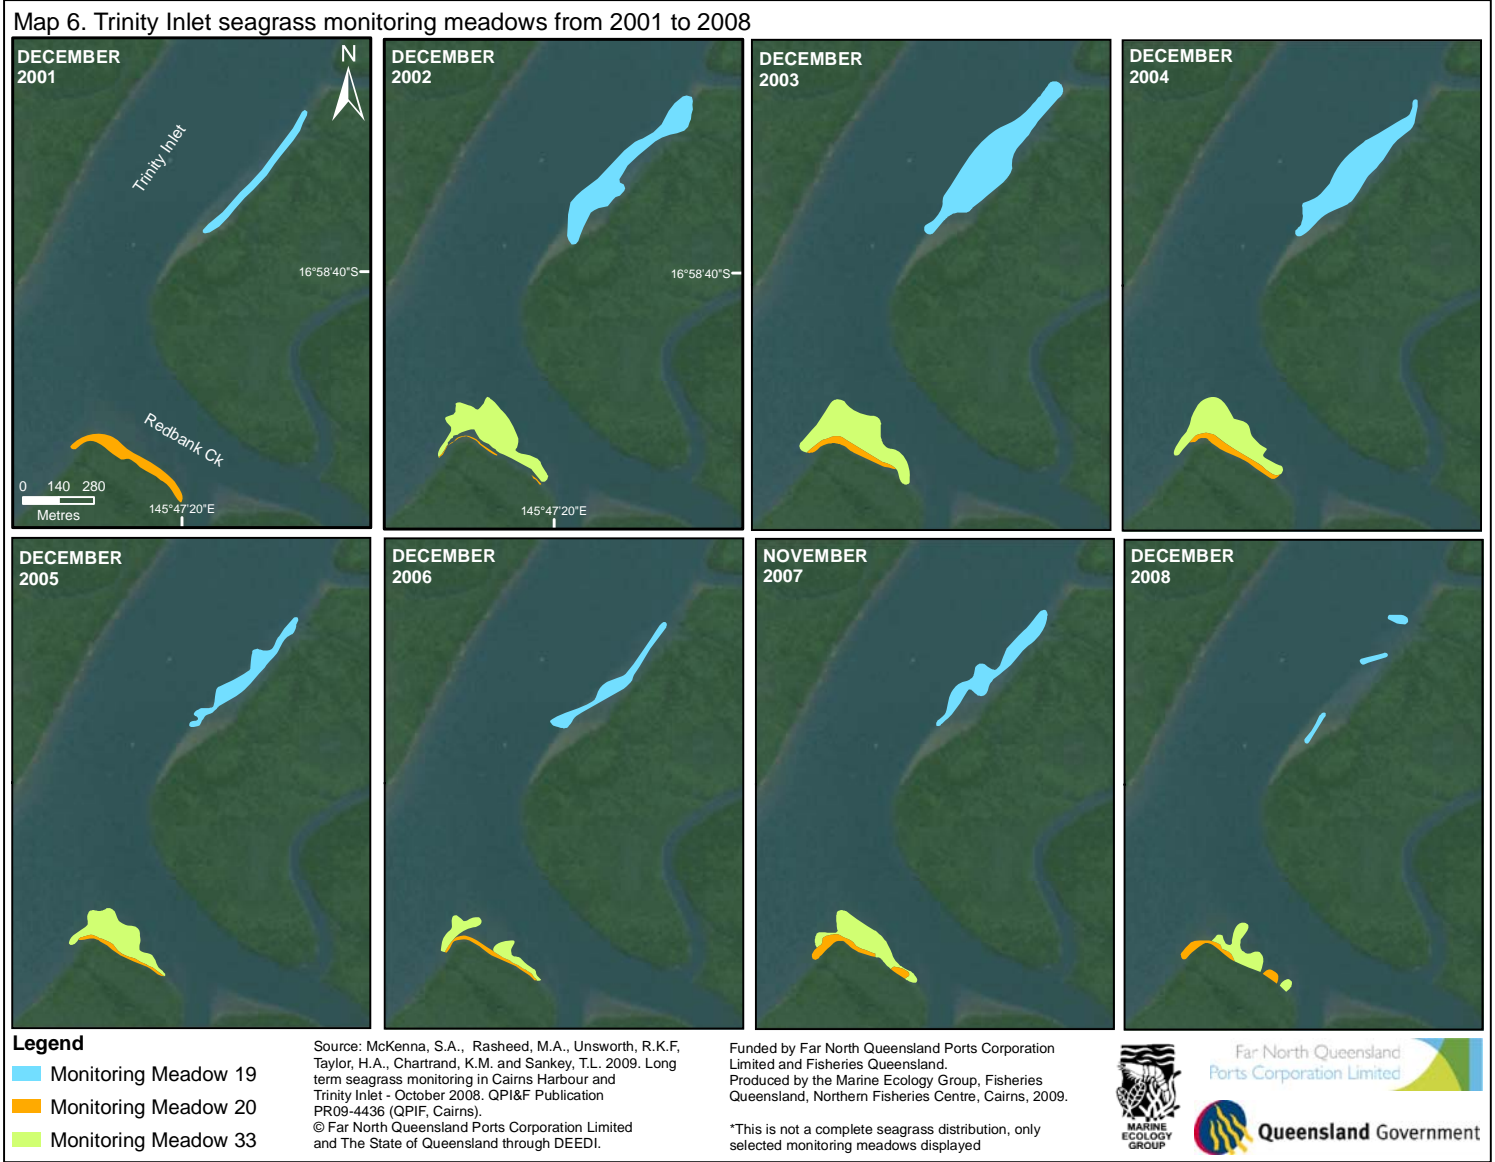 Map 6. Trinity Inlet seagrass monitoring meadows from 2001 to 2008
DECEMBER
2001
N
Trinity Inlet
16°58'40"S
Redbank Ck
0 140 280
Metres
145°47'20"E
DECEMBER
2002
16°58'40"S
145°47'20"E
DECEMBER
2003
DECEMBER
2004
DECEMBER
2005
DECEMBER
2006
NOVEMBER
2007
DECEMBER
2008
Legend
Monitoring Meadow 19
Monitoring Meadow 20
Monitoring Meadow 33
Source: McKenna, S.A., Rasheed, M.A., Unsworth, R.K.F,
Taylor, H.A., Chartrand, K.M. and Sankey, T.L. 2009. Long
term seagrass monitoring in Cairns Harbour and
Trinity Inlet - October 2008. QPI&F Publication
PR09-4436 (QPIF, Cairns).
© Far North Queensland Ports Corporation Limited
and The State of Queensland through DEEDI.
Funded by Far North Queensland Ports Corporation
Limited and Fisheries Queensland.
Produced by the Marine Ecology Group, Fisheries
Queensland, Northern Fisheries Centre, Cairns, 2009.
*This is not a complete seagrass distribution, only
selected monitoring meadows displayed
MARINE
ECOLOGY
GROUP
Far North Queensland
Ports Corporation Limited
Queensland Government